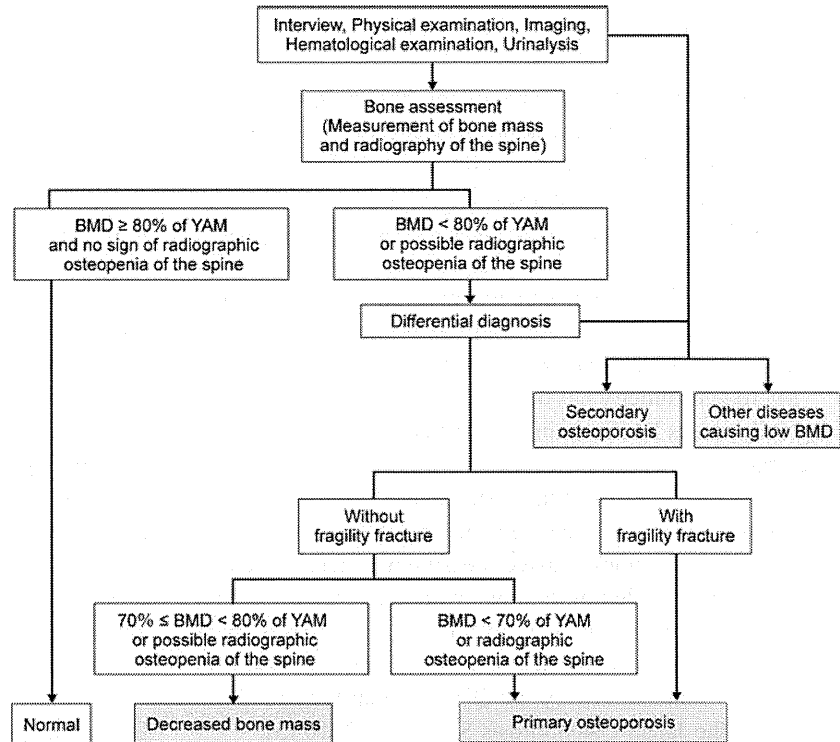 Interview, Physical examination, Imaging,
Hematological examination, Urinalysis
Bone assessment
(Measurement of bone mass
and radiography of the spine)
BMD ≥ 80% of YAM
and no sign of radiographic
osteopenia of the spine
BMD < 80% of YAM
or possible radiographic
osteopenia of the spine
Differential diagnosis
Secondary
osteoporosis
Other diseases
causing low BMD
Without
fragility fracture
With
fragility fracture
70% ≤ BMD < 80% of YAM
or possible radiographic
osteopenia of the spine
BMD < 70% of YAM
or radiographic
osteopenia of the spine
Normal
Decreased bone mass
Primary osteoporosis